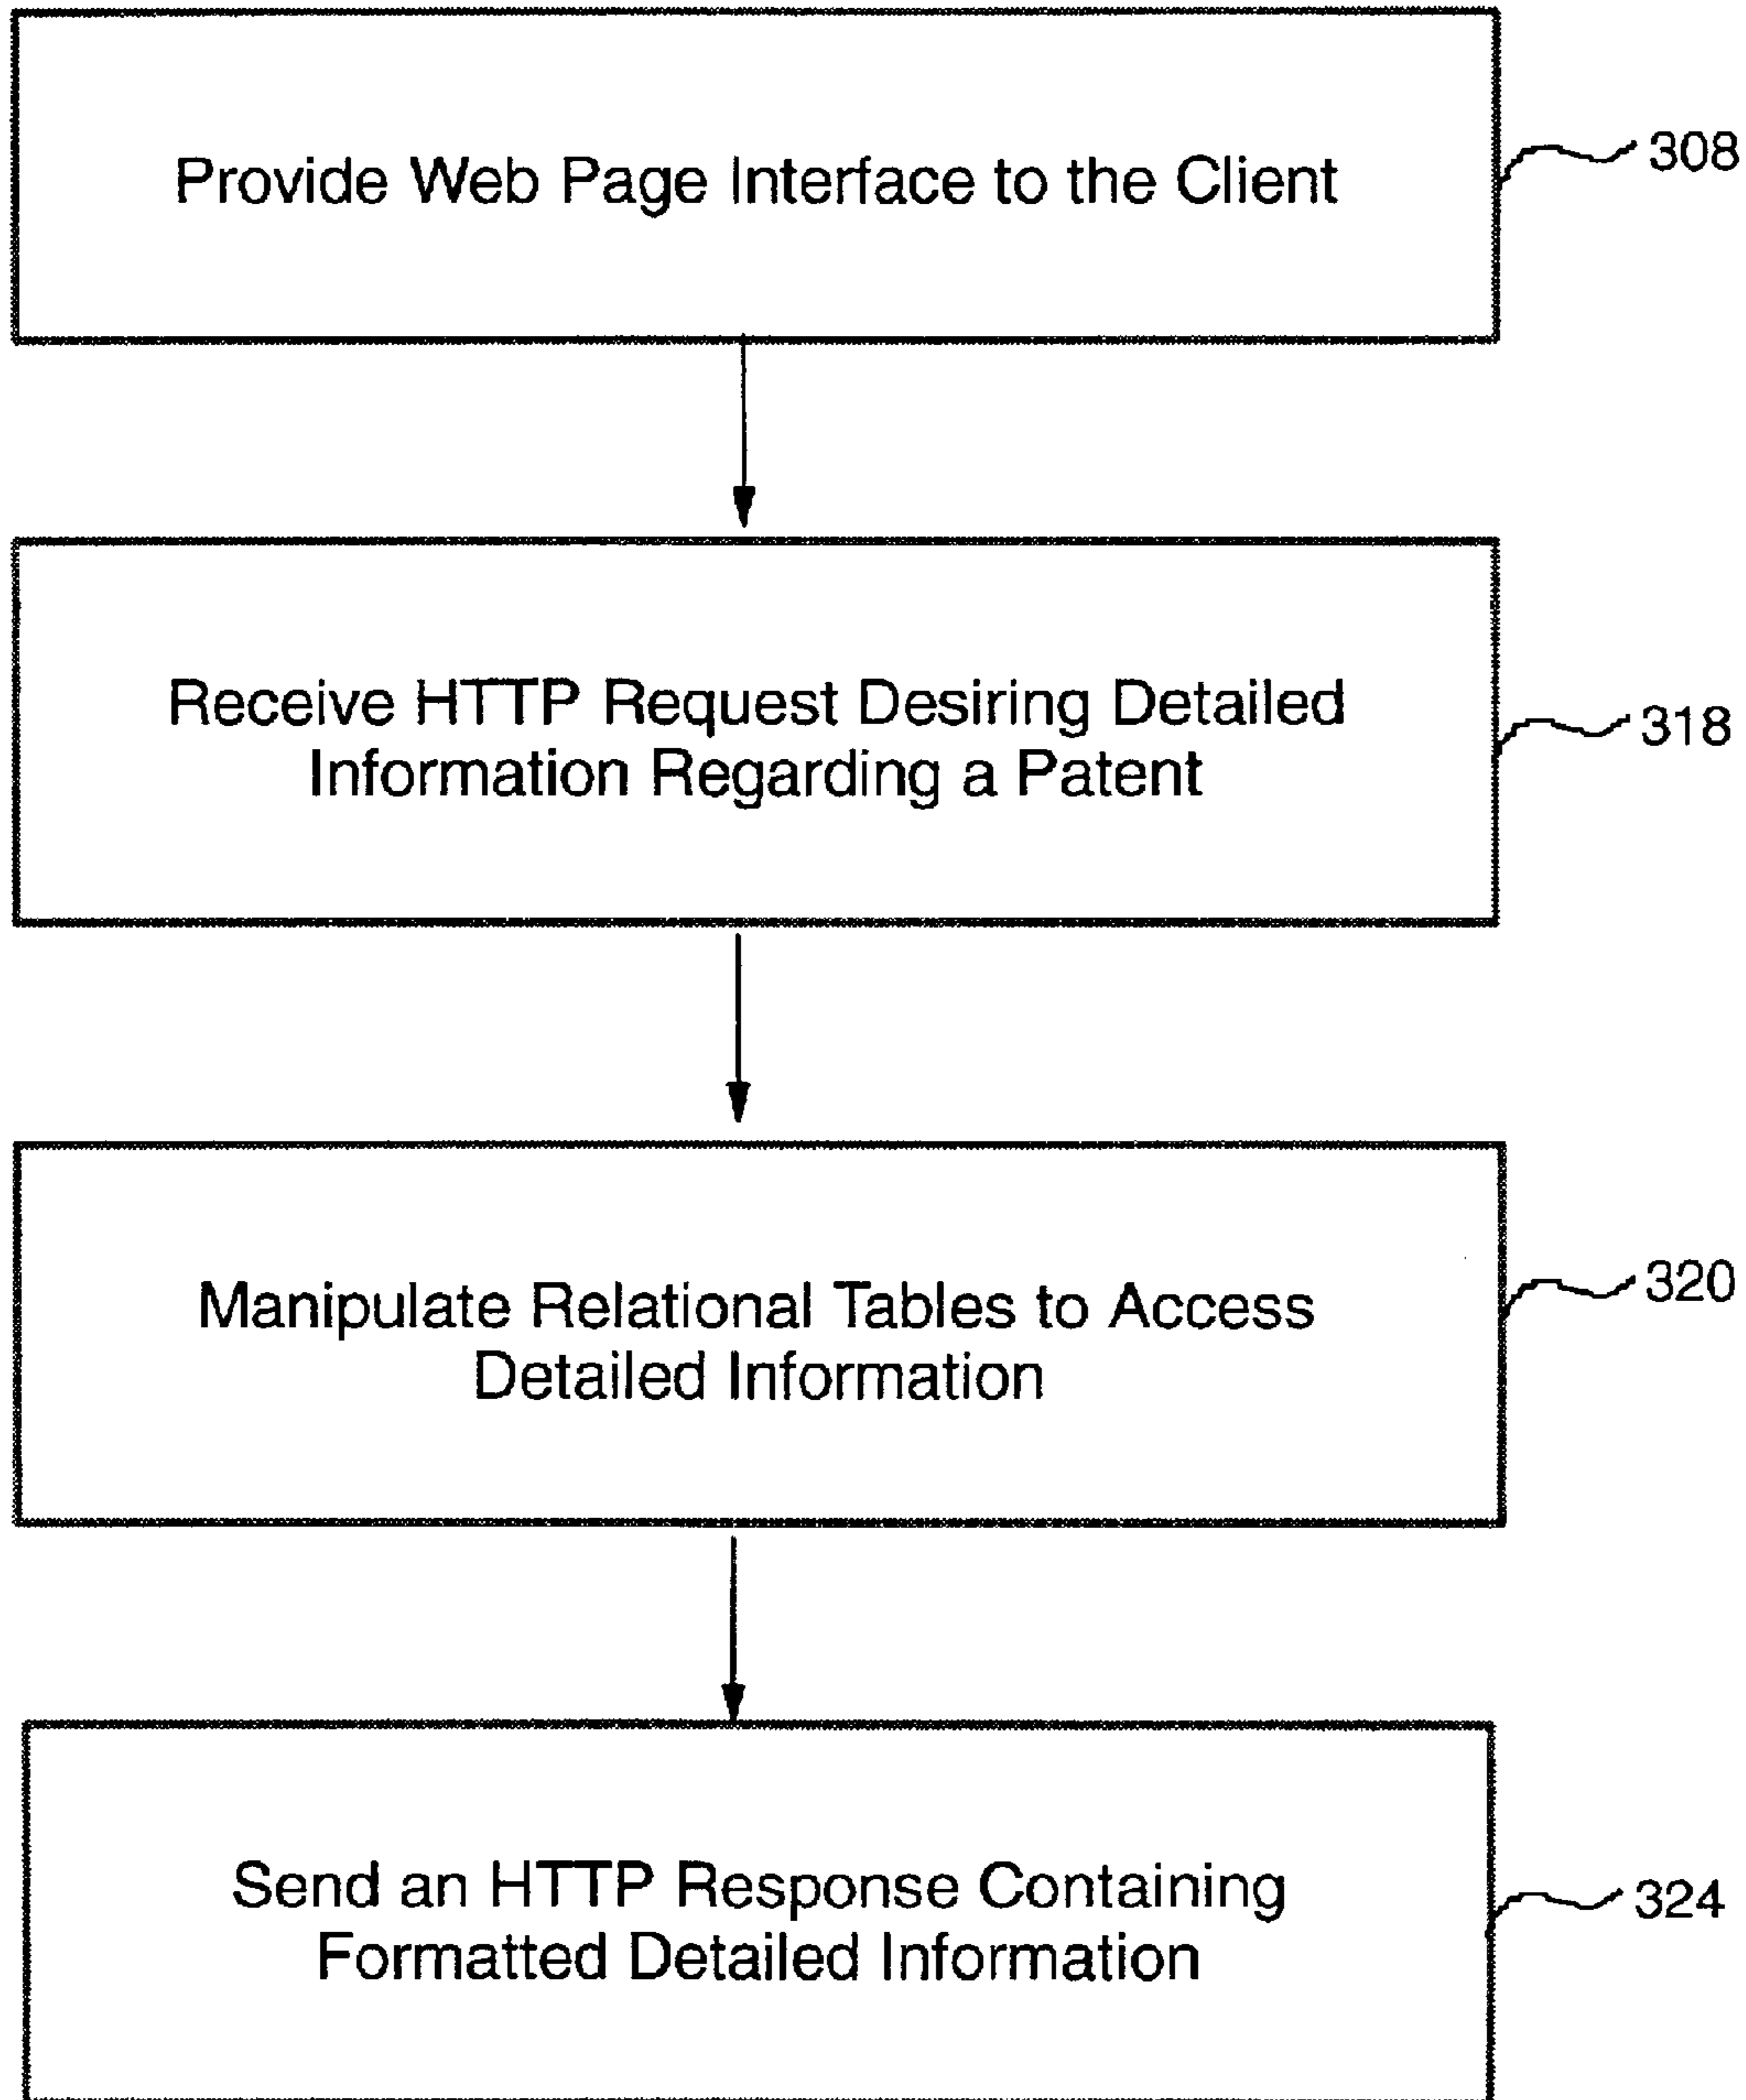 Provide Web Page Interface to the Client
308
Receive HTTP Request Desiring Detailed
Information Regarding a Patent
318
Manipulate Relational Tables to Access
Detailed Information
320
Send an HTTP Response Containing
Formatted Detailed Information
324